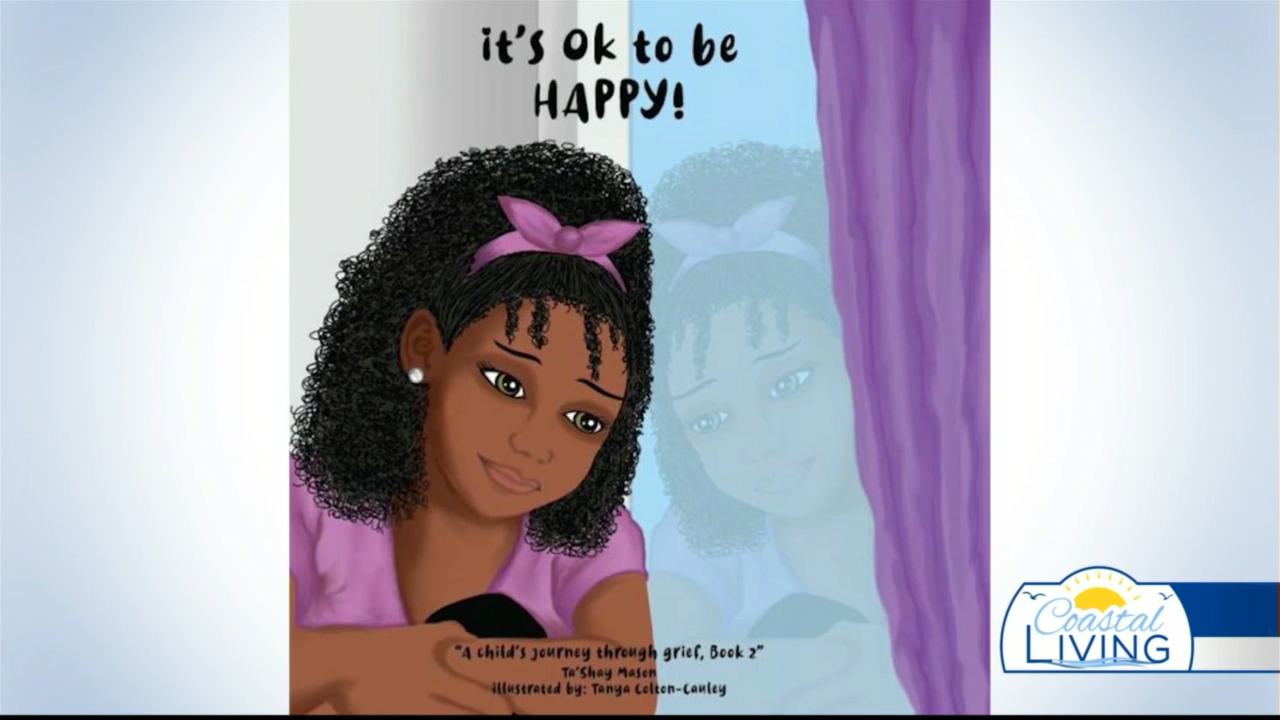 it's Ok to be
HAPPY!
"A child's journey through grief, Book 2"
Ta'Shay Mason
illustrated by: Tanya Colton-Cauley
Coastal
LIVING